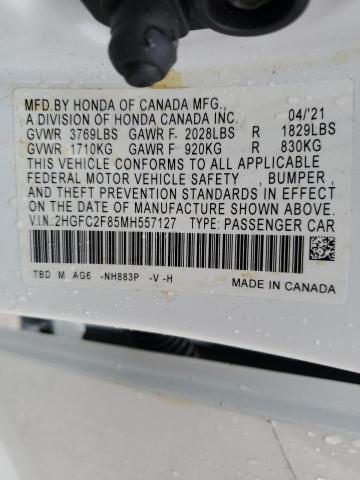 MFD.BY HONDA OF CANADA MFG.,
A DIVISION OF HONDA CANADA INC. 04/'21
GVWR 3769LBS GAWR F 2028LBS R 1829LBS
GVWR 1710KG GAWR F 920KG R 830KG
THIS VEHICLE CONFORMS TO ALL APPLICABLE
FEDERAL MOTOR VEHICLE SAFETY , BUMPER ,
AND THEFT PREVENTION STANDARDS IN EFFECT ON
THE DATE OF MANUFACTURE SHOWN ABOVE.
V.I.N:2HGFC2F85MH557127 TYPE:PASSENGER CAR
TBD M AG6 -NH883P -V-H
MADE IN CANADA